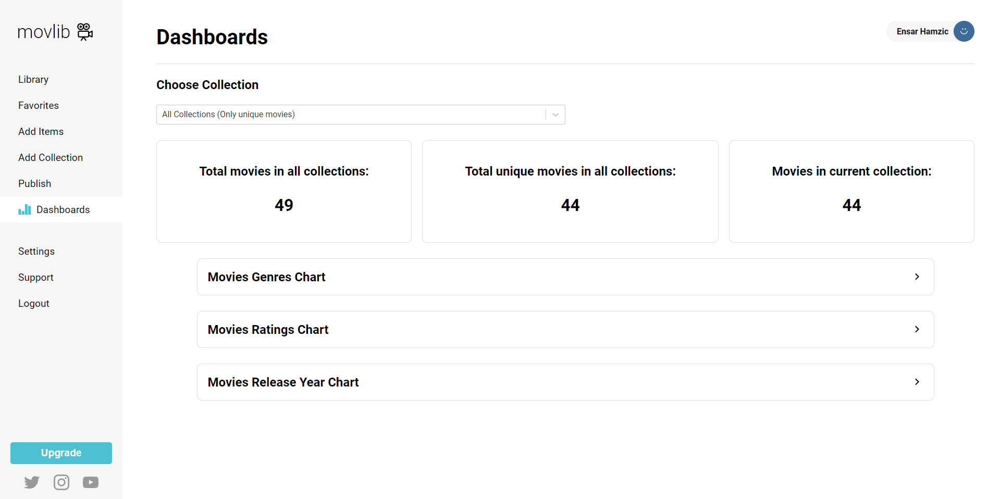 movlib
Library
Favorites
Add Items
Add Collection
Publish
Dashboards
Settings
Support
Logout
Upgrade
Dashboards
Ensar Hamzic
Choose Collection
All Collections (Only unique movies)
Total movies in all collections:
49
Total unique movies in all collections:
44
Movies in current collection:
44
Movies Genres Chart
Movies Ratings Chart
Movies Release Year Chart